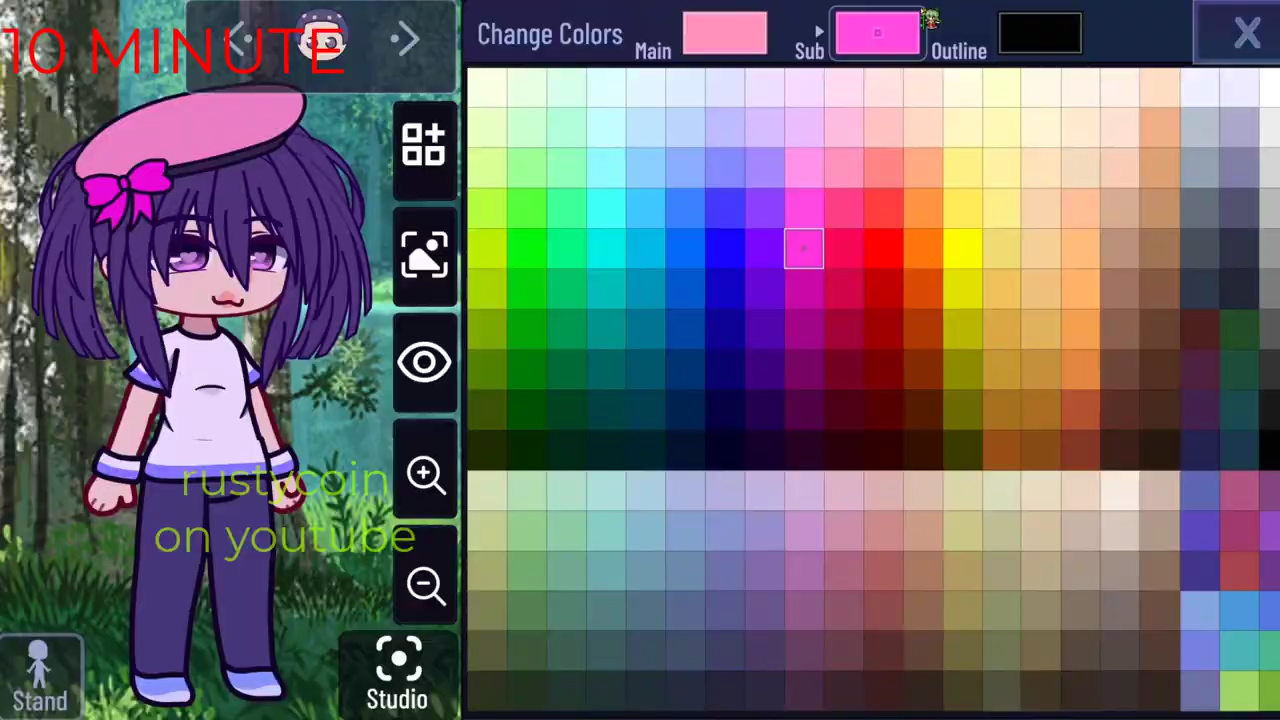 10 MINUTE
Change Colors
Main
Sub
Outline
X
rustycoin
on youtube
Stand
Studio